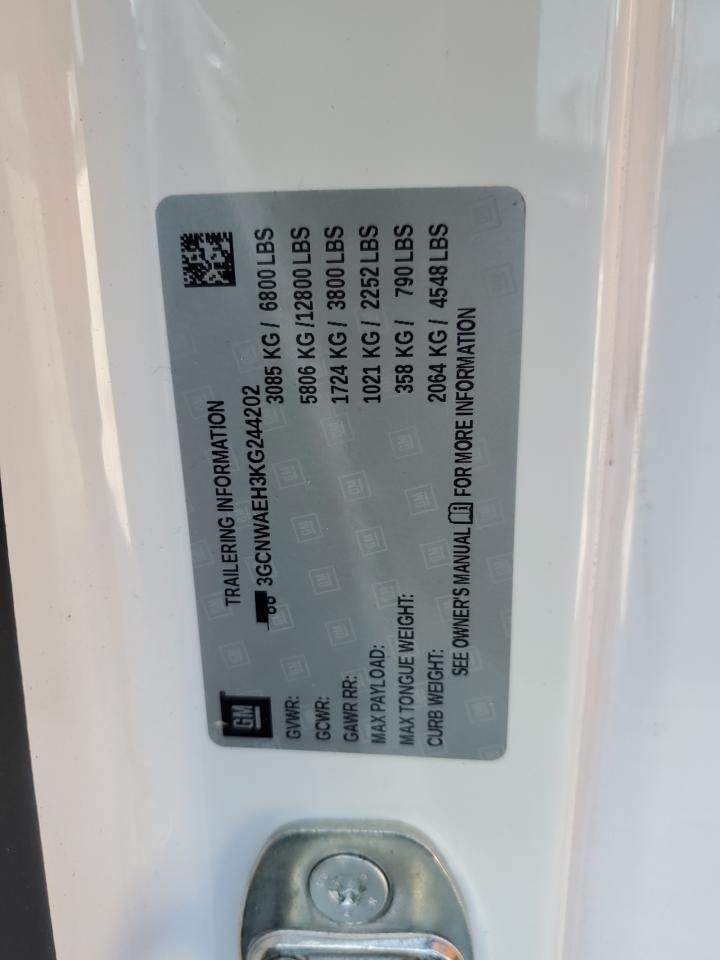 GM
TRAILERING INFORMATION
3GCNWAEH3KG244202
GVWR: 3085 KG / 6800 LBS
GCWR: 5806 KG /12800 LBS
GAWR RR: 1724 KG / 3800 LBS
MAX PAYLOAD: 1021 KG / 2252 LBS
MAX TONGUE WEIGHT: 358 KG / 790 LBS
CURB WEIGHT: 2064 KG / 4548 LBS
SEE OWNER'S MANUAL FOR MORE INFORMATION